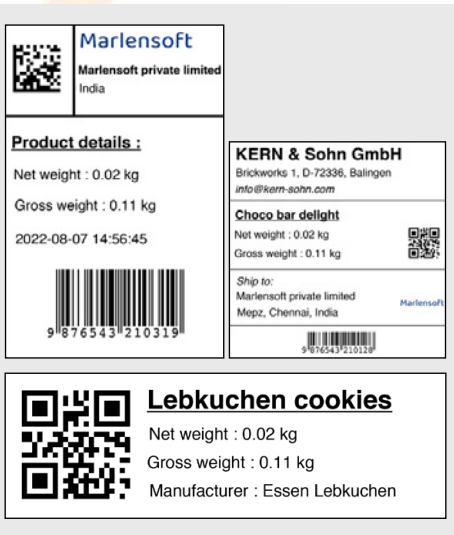 Marlensoft
Marlensoft private limited
India
Product details :
Net weight : 0.02 kg
Gross weight : 0.11 kg
2022-08-07 14:56:45
9 876543 210319
KERN & Sohn GmbH
Brickworks 1, D-72336, Balingen
info@kern-sohn.com
Choco bar delight
Net weight : 0.02 kg
Gross weight : 0.11 kg
Ship to:
Marlensoft private limited
Mepz, Chennai, India
Marlensoft
9 876543 210128
Lebkuchen cookies
Net weight : 0.02 kg
Gross weight : 0.11 kg
Manufacturer : Essen Lebkuchen